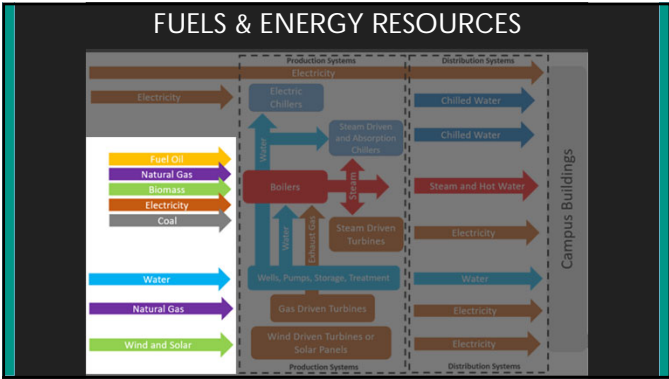 FUELS & ENERGY RESOURCES
Production Systems
Distribution Systems
Electricity
Electricity
Electric
Chillers
Chilled Water
Steam Driven
and Absorption
Chillers
Chilled Water
Water
Fuel Oil
Natural Gas
Biomass
Electricity
Coal
Boilers
Steam
Steam and Hot Water
Water
Exhaust Gas
Steam Driven
Turbines
Electricity
Campus Buildings
Water
Wells, Pumps, Storage, Treatment
Water
Natural Gas
Gas Driven Turbines
Electricity
Wind and Solar
Wind Driven Turbines or
Solar Panels
Electricity
Production Systems
Distribution Systems